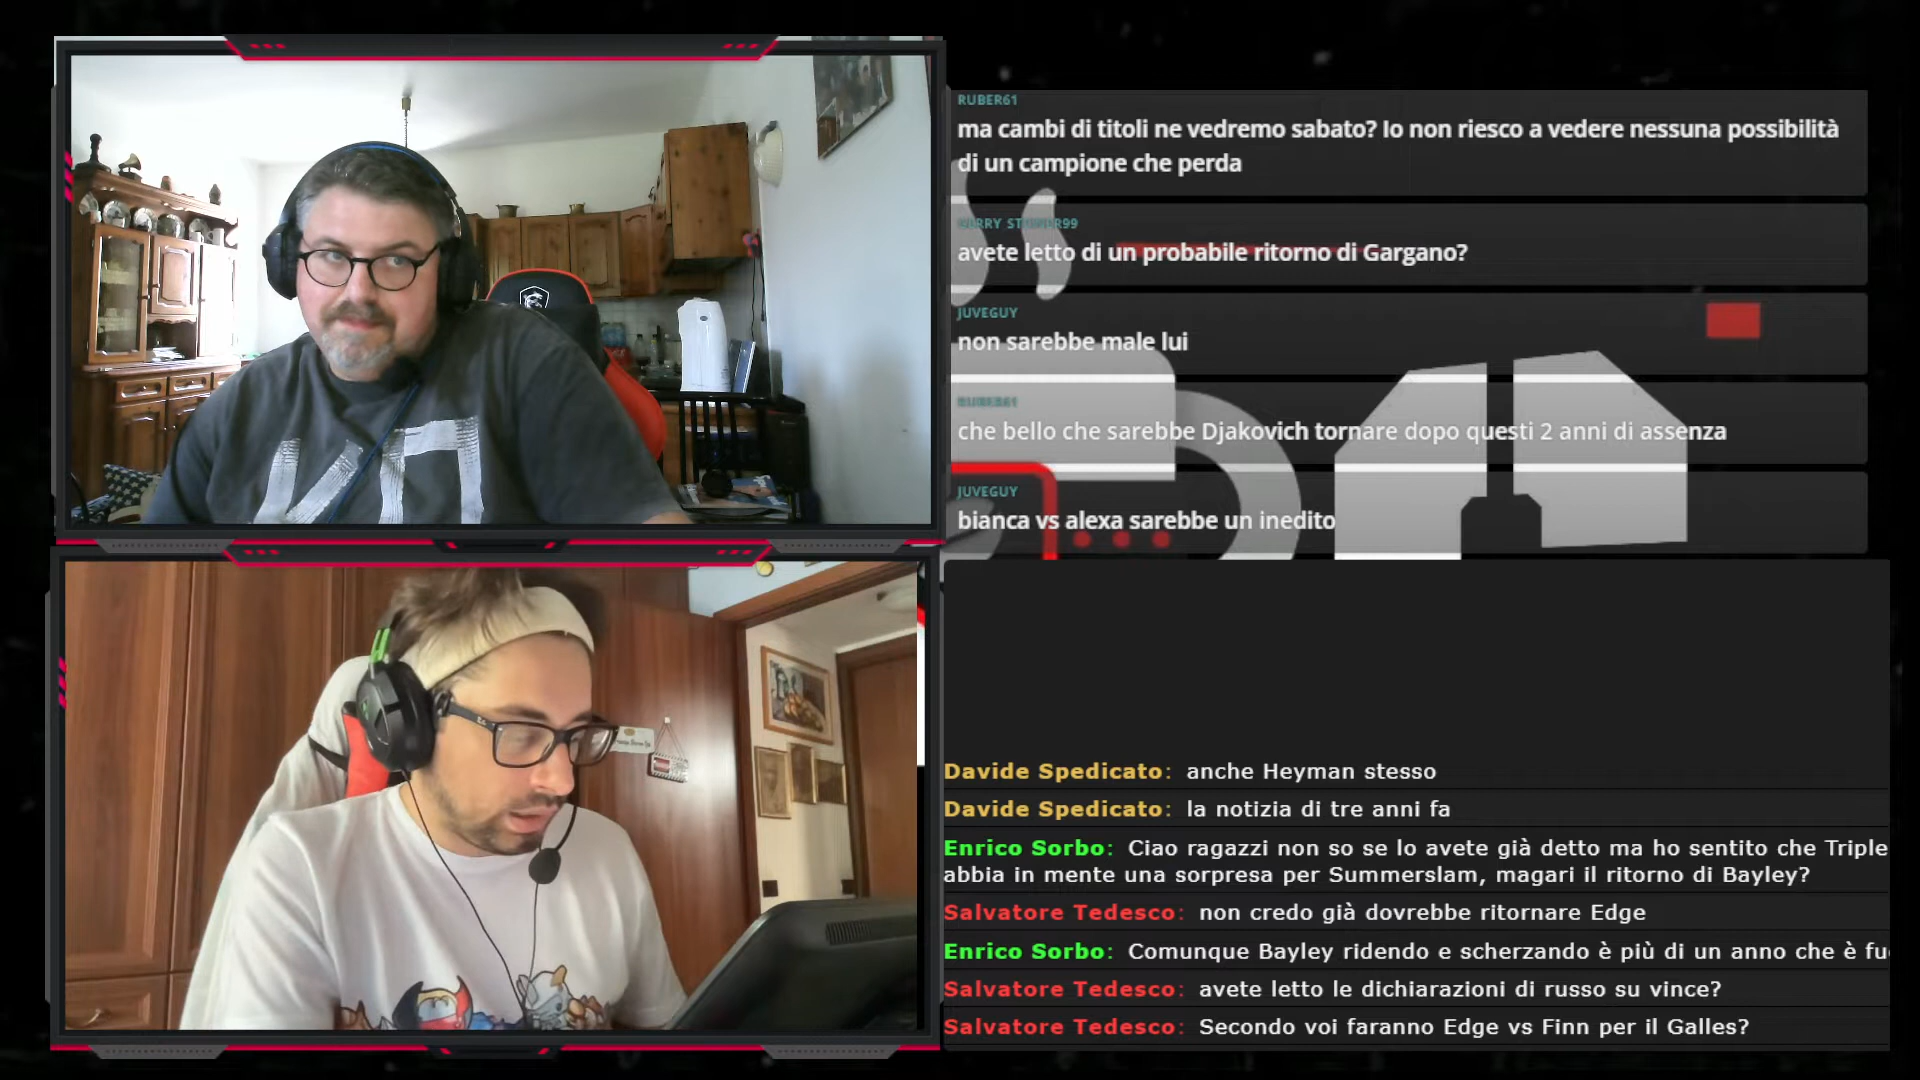 RUBER61
ma cambi di titoli ne vedremo sabato? Io non riesco a vedere nessuna possibilità
di un campione che perda
avete letto di un probabile ritorno di Gargano?
JUVEGUY
non sarebbe male lui
RUBER61
che bello che sarebbe Djakovich tornare dopo questi 2 anni di assenza
JUVEGUY
bianca vs alexa sarebbe un inedito
Davide Spedicato: anche Heyman stesso
Davide Spedicato: la notizia di tre anni fa
Enrico Sorbo: Ciao ragazzi non so se lo avete già detto ma ho sentito che Triple
abbia in mente una sorpresa per Summerslam, magari il ritorno di Bayley?
Salvatore Tedesco: non credo già dovrebbe ritornare Edge
Enrico Sorbo: Comunque Bayley ridendo e scherzando è più di un anno che è fu
Salvatore Tedesco: avete letto le dichiarazioni di russo su vince?
Salvatore Tedesco: Secondo voi faranno Edge vs Finn per il Galles?